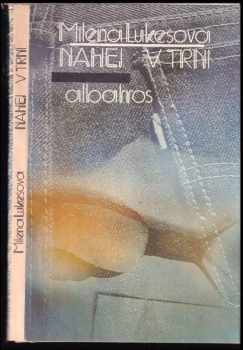 Milena Lukešová
NAHEJ V TRNÍ
albatros
Milena Lukešová
NAHEJ V TRNÍ